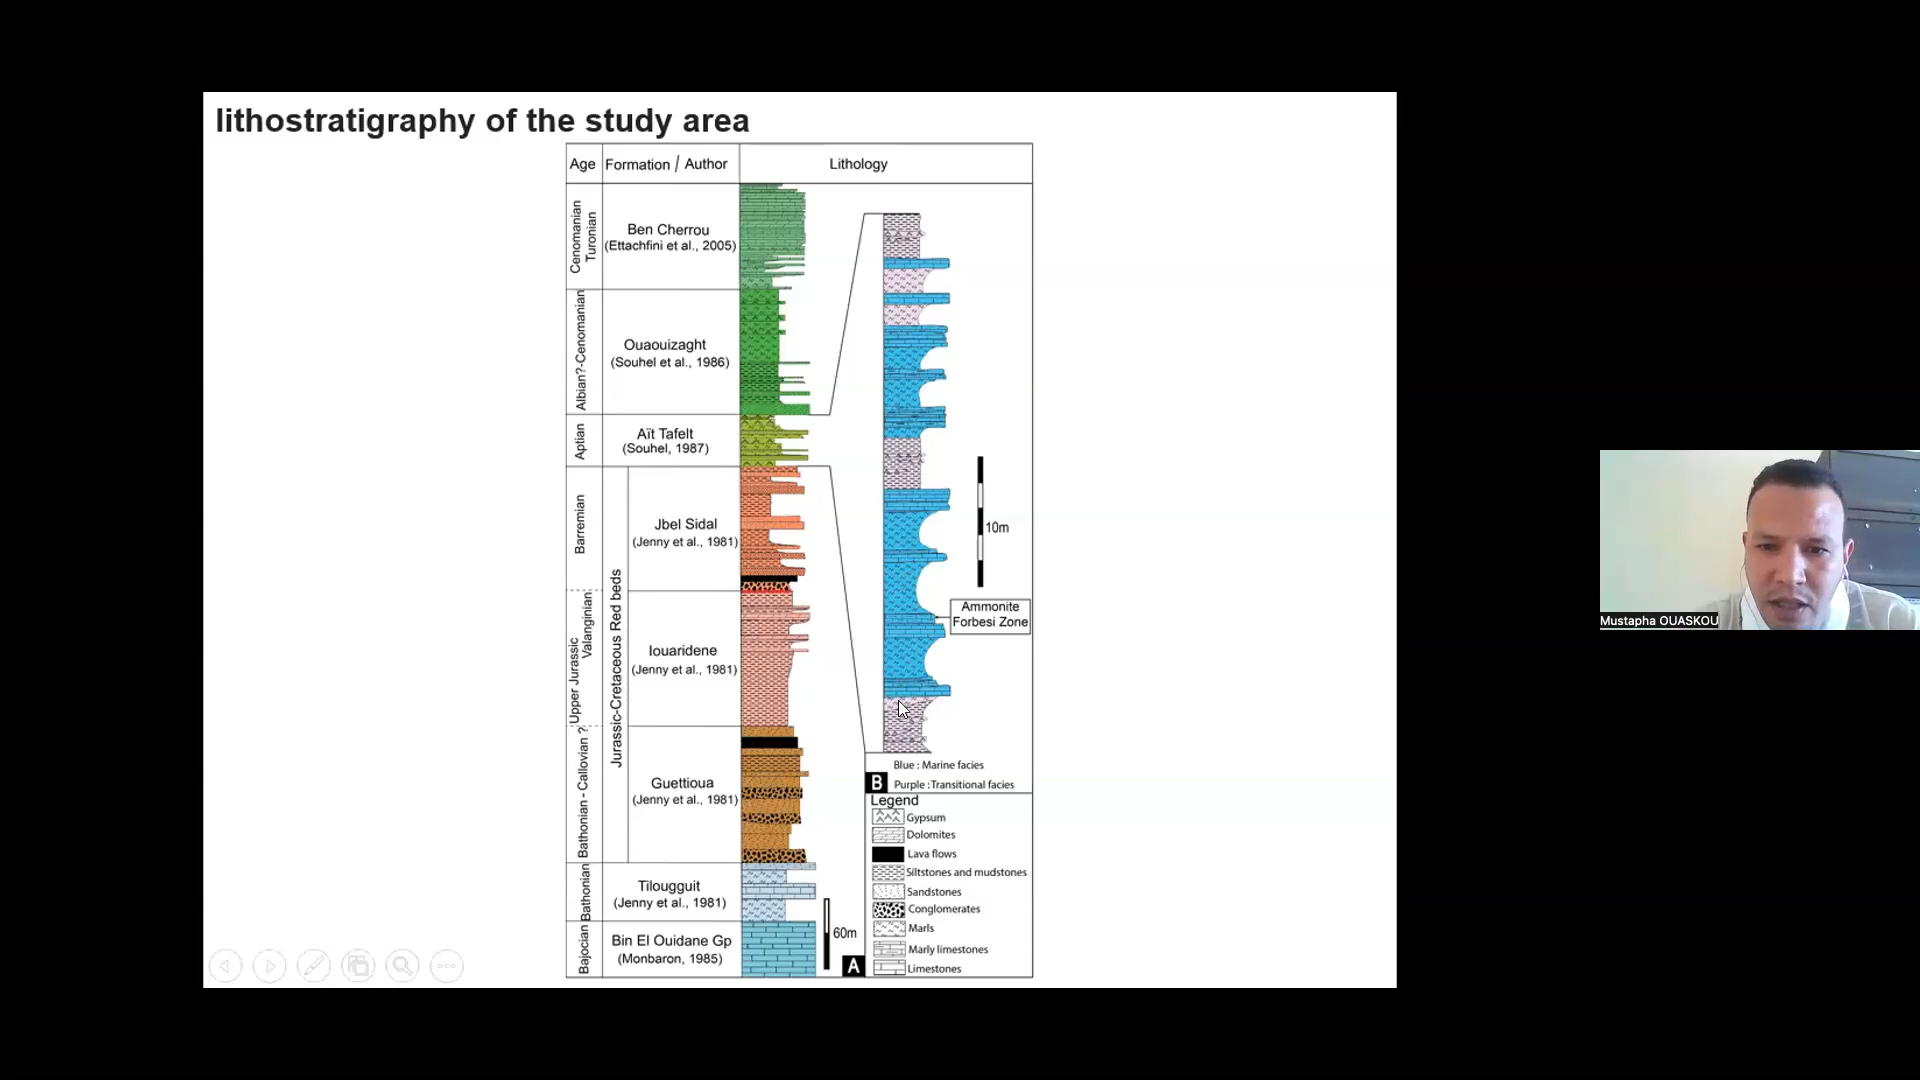 lithostratigraphy of the study area
Age
Formation / Author
Lithology
Cenomanian
Turonian
Ben Cherrou
(Ettachfini et al., 2005)
Albian?-Cenomanian
Ouaouizaght
(Souhel et al., 1986)
Aptian
Aït Tafelt
(Souhel, 1987)
Barremian
Jurassic-Cretaceous Red beds
Jbel Sidal
(Jenny et al., 1981)
Upper Jurassic
Valanginian
Iouaridene
(Jenny et al., 1981)
Bathonian - Callovian ?
Guettioua
(Jenny et al., 1981)
Bathonian
Tilougguit
(Jenny et al., 1981)
Bajocian
Bin El Ouidane Gp
(Monbaron, 1985)
60m
A
10m
Ammonite
Forbesi Zone
B
Blue : Marine facies
Purple : Transitional facies
Legend
Gypsum
Dolomites
Lava flows
Siltstones and mudstones
Sandstones
Conglomerates
Marls
Marly limestones
Limestones
Mustapha OUASKOU